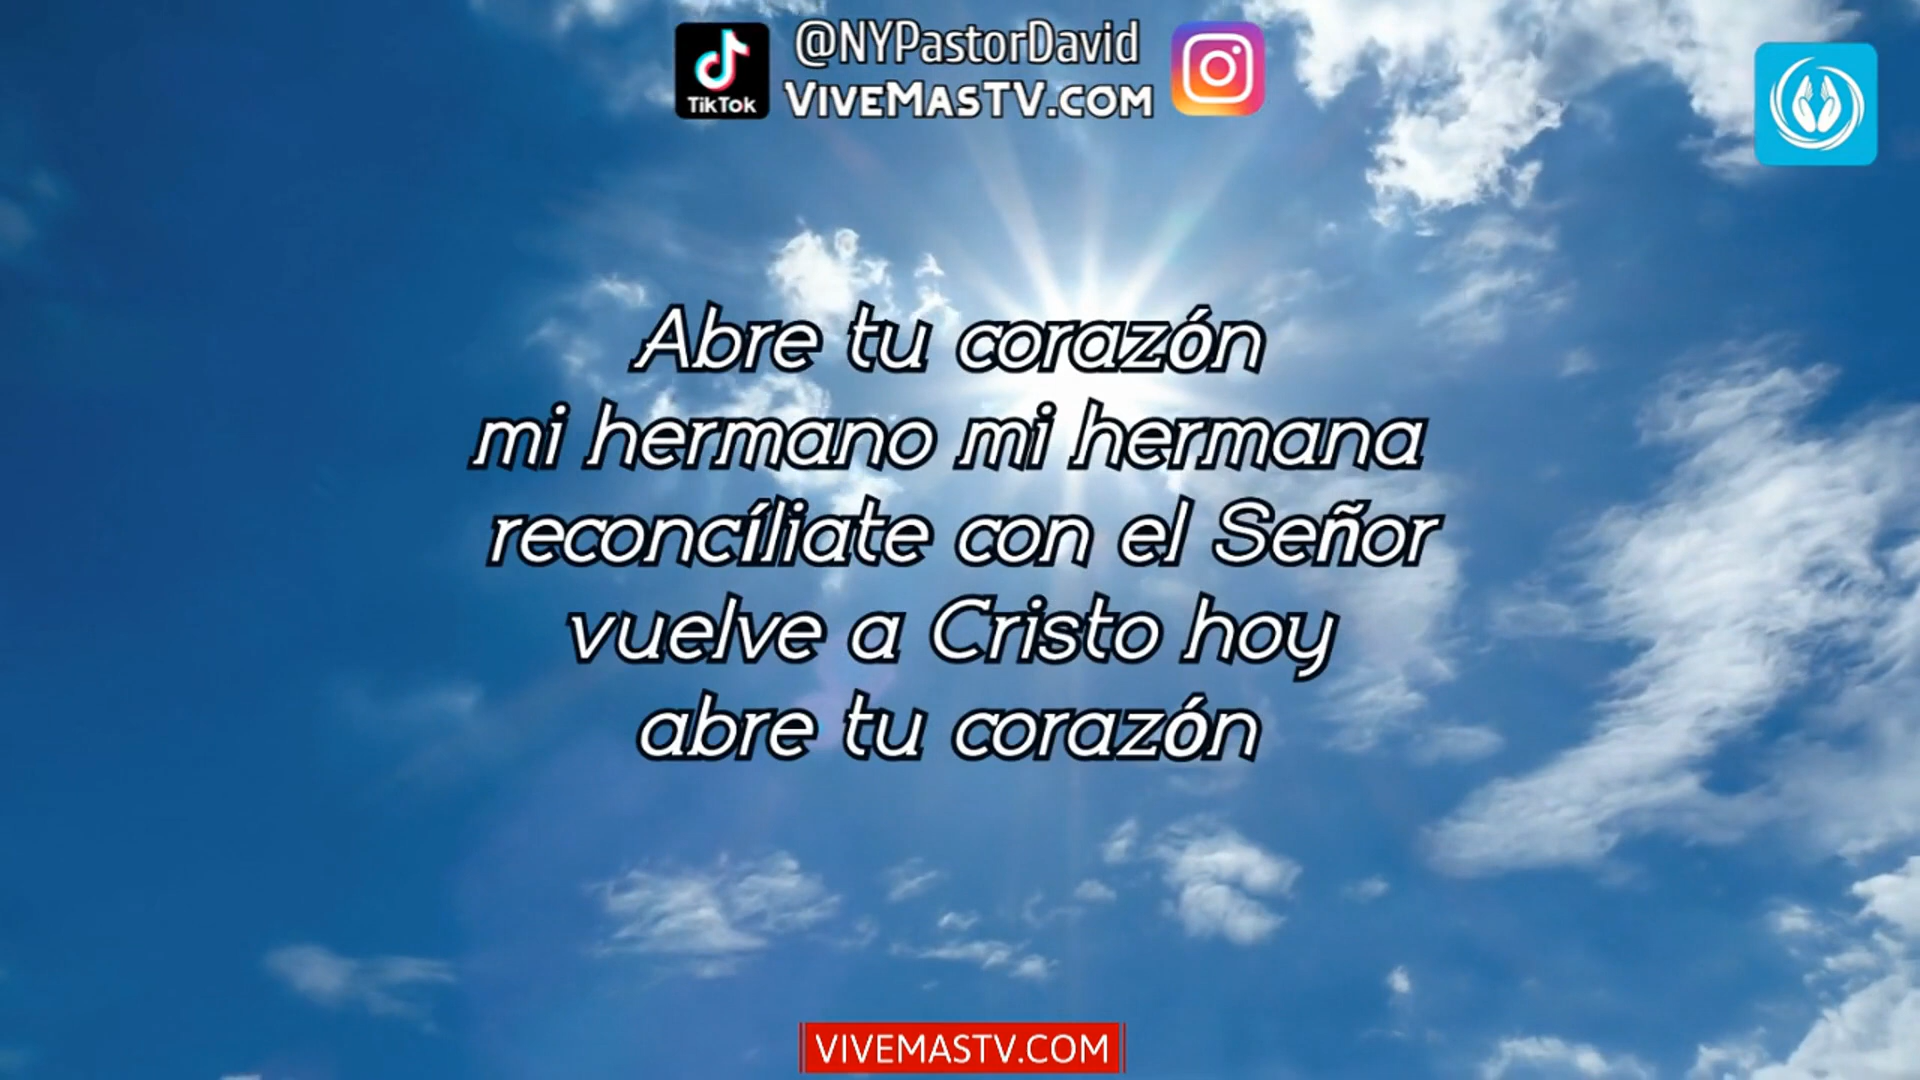 TikTok
@NYPastorDavid
ViveMasTV.com
Abre tu corazón
mi hermano mi hermana
reconcíliate con el Señor
vuelve a Cristo hoy
abre tu corazón
VIVEMASTV.COM